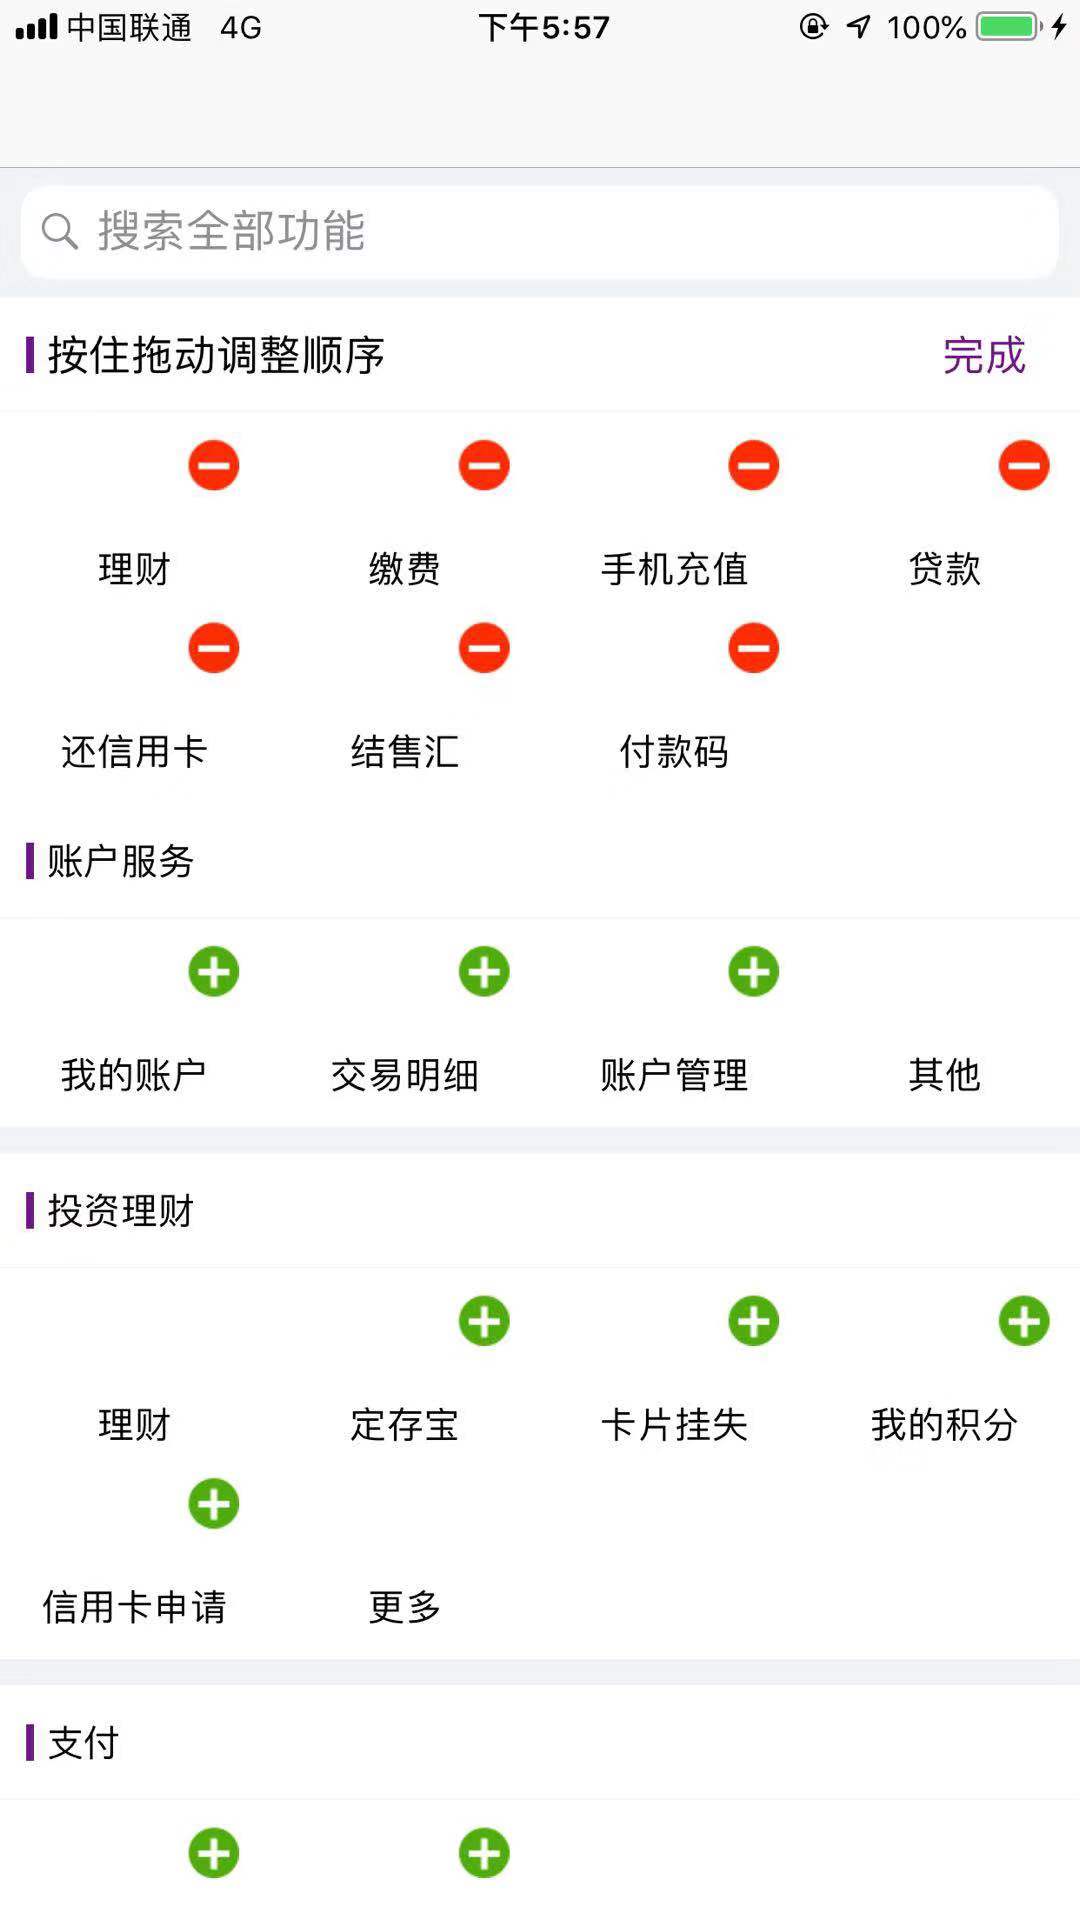 中国联通 4G 下午5:57 100%
搜索全部功能
按住拖动调整顺序 完成
理财 缴费 手机充值 贷款
还信用卡 结售汇 付款码
账户服务
我的账户 交易明细 账户管理 其他
投资理财
理财 定存宝 卡片挂失 我的积分
信用卡申请 更多
支付